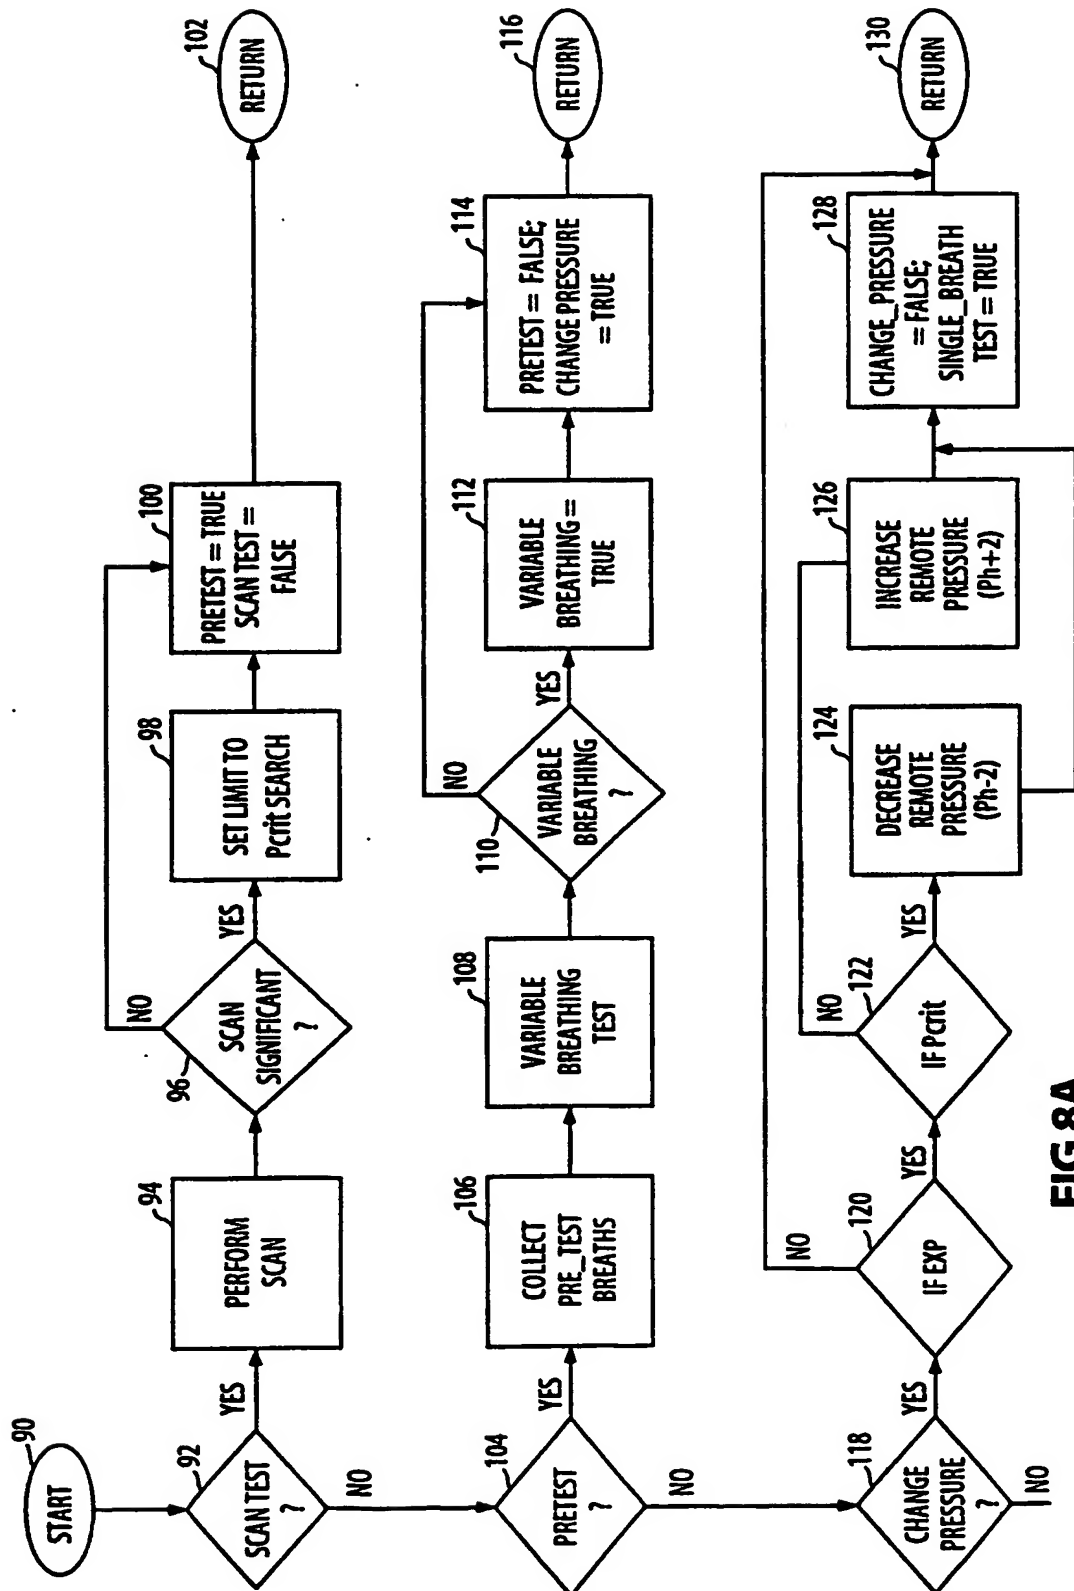 90
START
92
SCAN TEST
?
YES
NO
94
PERFORM
SCAN
96
SCAN
SIGNIFICANT
?
NO
YES
98
SET LIMIT TO
Pcrit SEARCH
100
PRETEST = TRUE
SCAN TEST =
FALSE
102
RETURN
104
PRETEST
?
YES
NO
106
COLLECT
PRE_TEST
BREATHS
108
VARIABLE
BREATHING
TEST
110
VARIABLE
BREATHING
?
NO
YES
112
VARIABLE
BREATHING =
TRUE
114
PRETEST = FALSE;
CHANGE PRESSURE
= TRUE
116
RETURN
118
CHANGE
PRESSURE
?
YES
NO
120
IF EXP
NO
YES
122
IF Pcrit
NO
YES
124
DECREASE
REMOTE
PRESSURE
(Ph-2)
126
INCREASE
REMOTE
PRESSURE
(Ph+2)
128
CHANGE_PRESSURE
= FALSE;
SINGLE_BREATH
TEST = TRUE
130
RETURN
FIG.8A